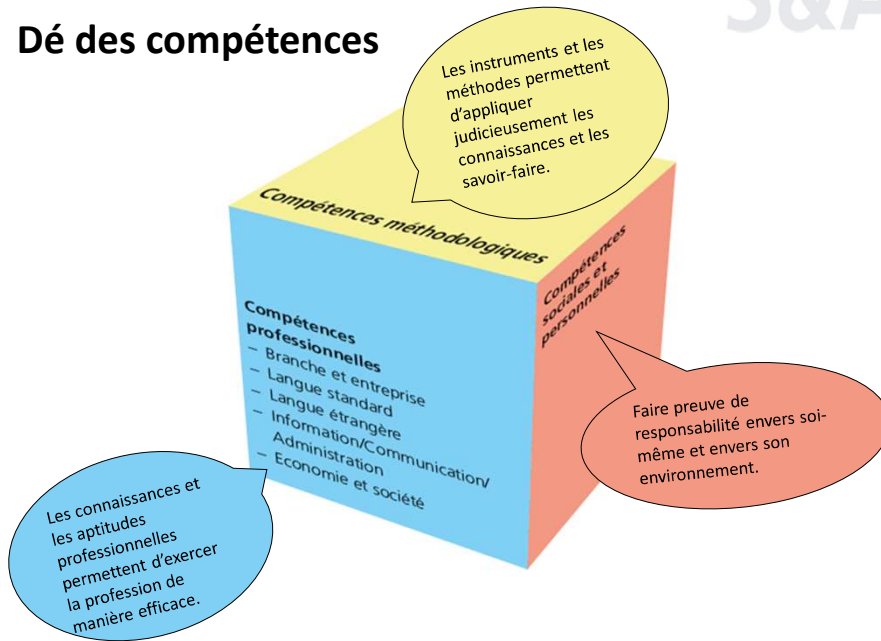 S&A
Dé des compétences
Les instruments et les
méthodes permettent
d'appliquer
judicieusement les
connaissances et les
savoir-faire.
Compétences méthodologiques
Compétences
sociales et
personnelles
Compétences
professionnelles
– Branche et entreprise
– Langue standard
– Langue étrangère
– Information/Communication/
Administration
– Economie et société
Faire preuve de
responsabilité envers soi-
même et envers son
environnement.
Les connaissances et
les aptitudes
professionnelles
permettent d'exercer
la profession de
manière efficace.